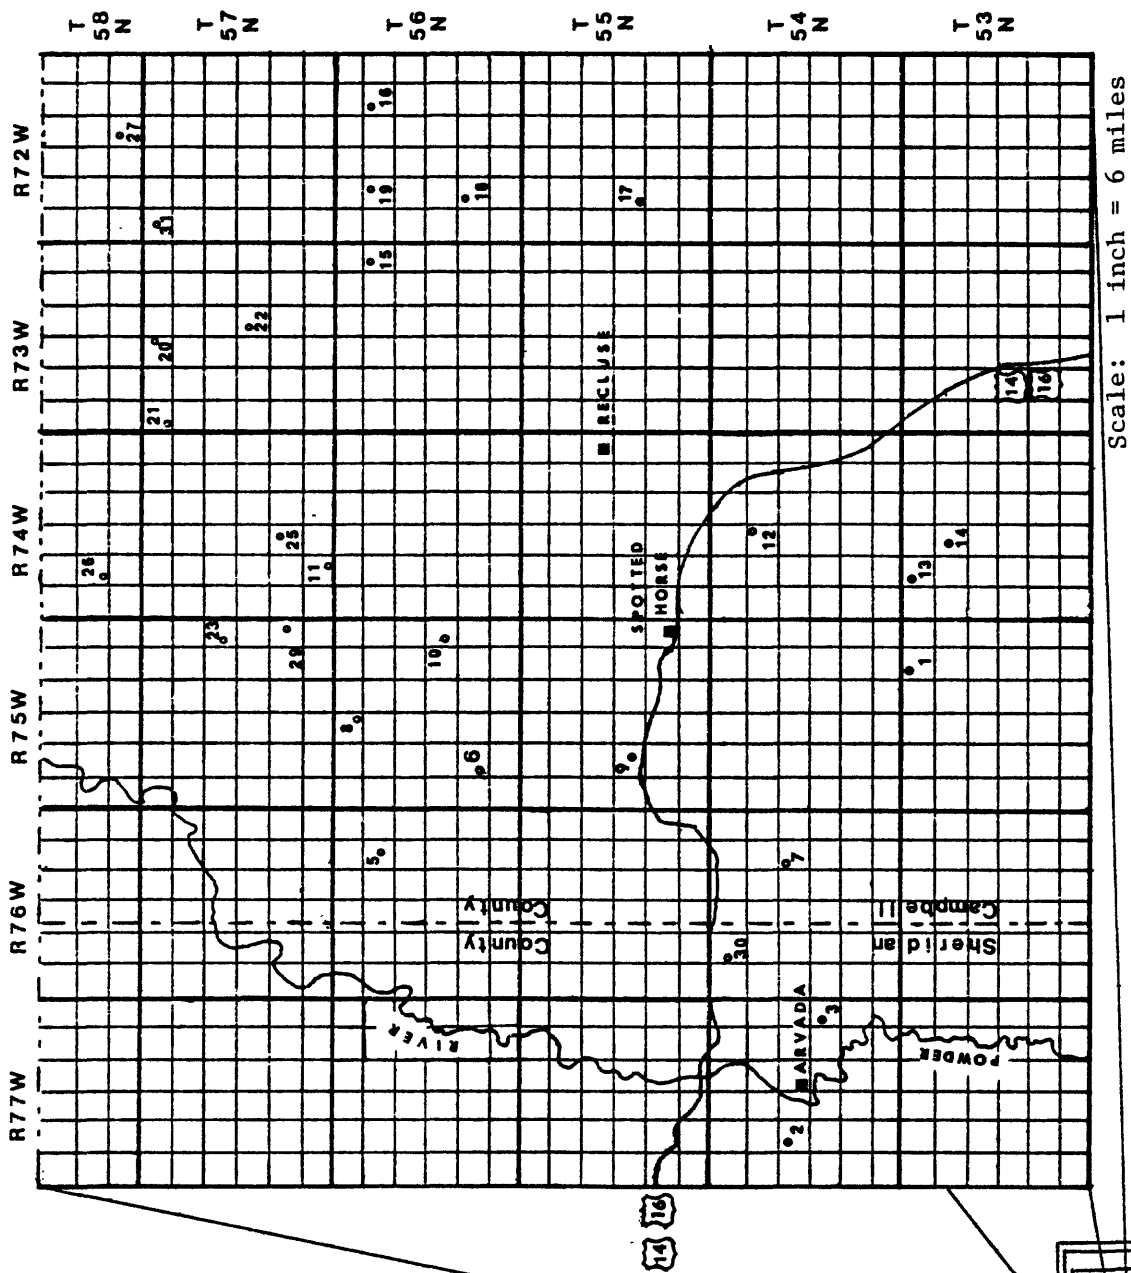 T
58
N
T
57
N
T
56
N
T
55
N
T
54
N
T
53
N
R72W
R73W
R74W
R75W
R76W
R77W
27
16
31
19
18
17
15
22
20
21
RECLUSE
14
16
26
25
11
12
14
13
SPOTTED
HORSE
23
29
10
1
8
6
9
5
7
County
Campbell
County
Sheridan
30
RIVER
ARVADA
3
POWDER
2
14
16
Scale: 1 inch = 6 miles